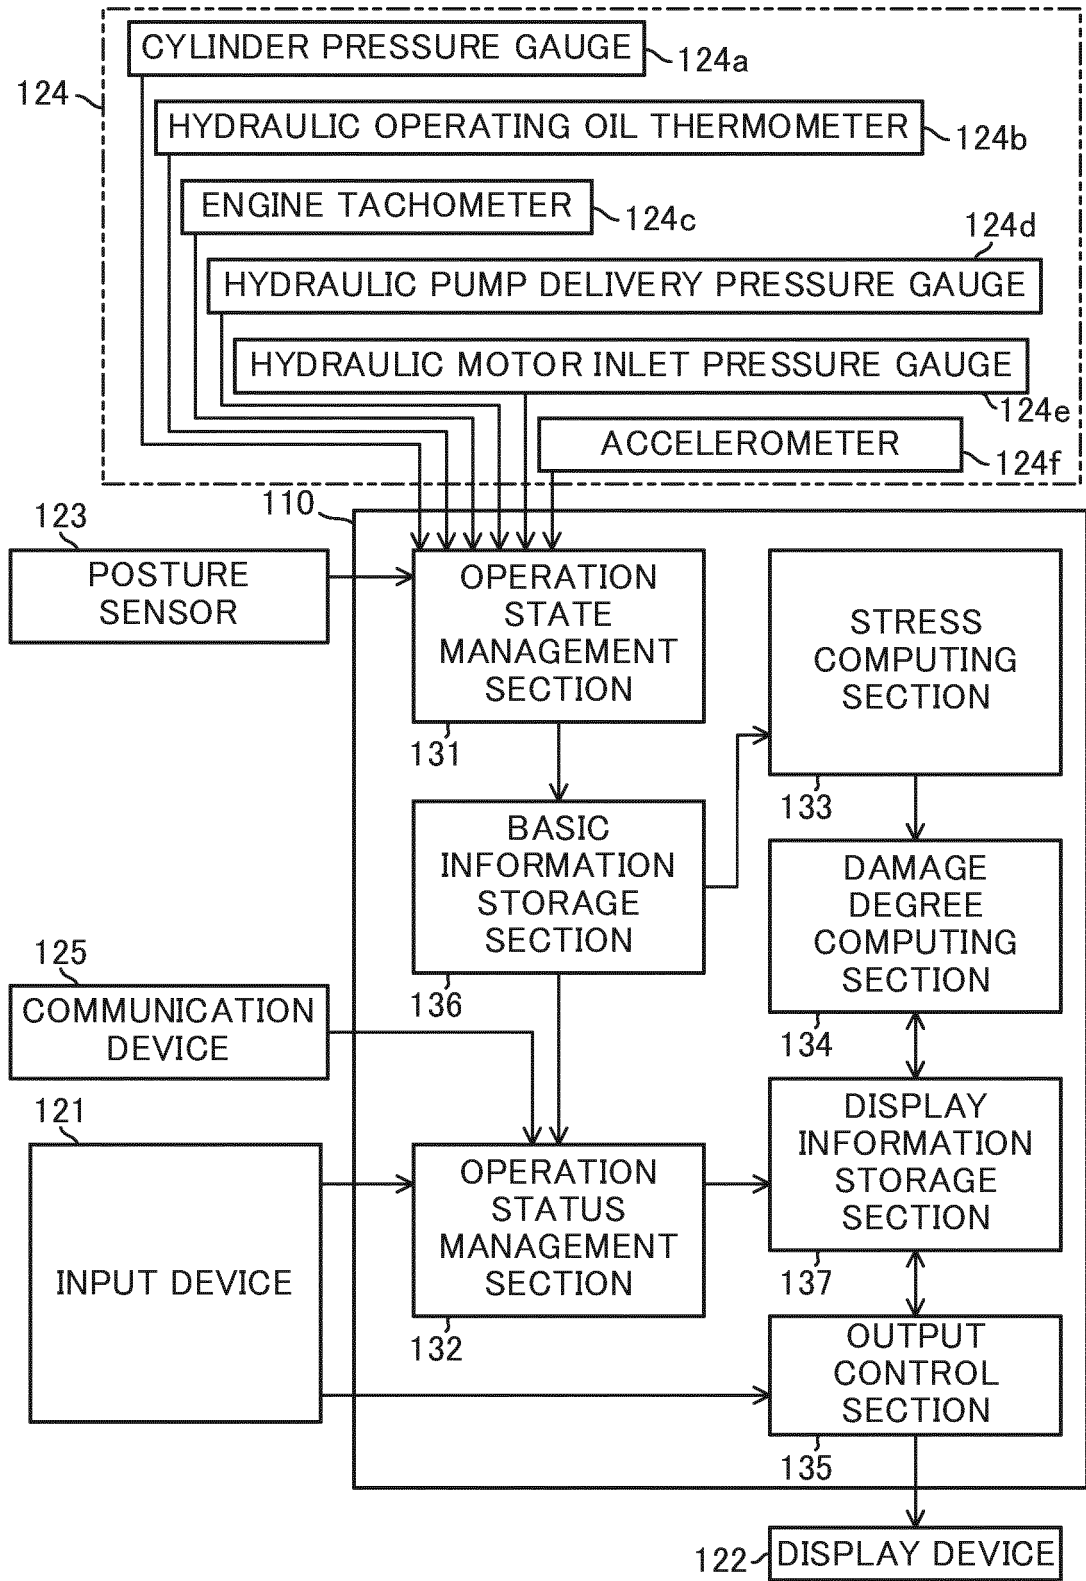 CYLINDER PRESSURE GAUGE
124a
124
HYDRAULIC OPERATING OIL THERMOMETER
124b
ENGINE TACHOMETER
124c
124d
HYDRAULIC PUMP DELIVERY PRESSURE GAUGE
HYDRAULIC MOTOR INLET PRESSURE GAUGE
124e
ACCELEROMETER
124f
110
123
POSTURE
SENSOR
OPERATION
STATE
MANAGEMENT
SECTION
131
STRESS
COMPUTING
SECTION
133
BASIC
INFORMATION
STORAGE
SECTION
136
DAMAGE
DEGREE
COMPUTING
SECTION
134
125
COMMUNICATION
DEVICE
121
INPUT DEVICE
OPERATION
STATUS
MANAGEMENT
SECTION
132
DISPLAY
INFORMATION
STORAGE
SECTION
137
OUTPUT
CONTROL
SECTION
135
122
DISPLAY DEVICE